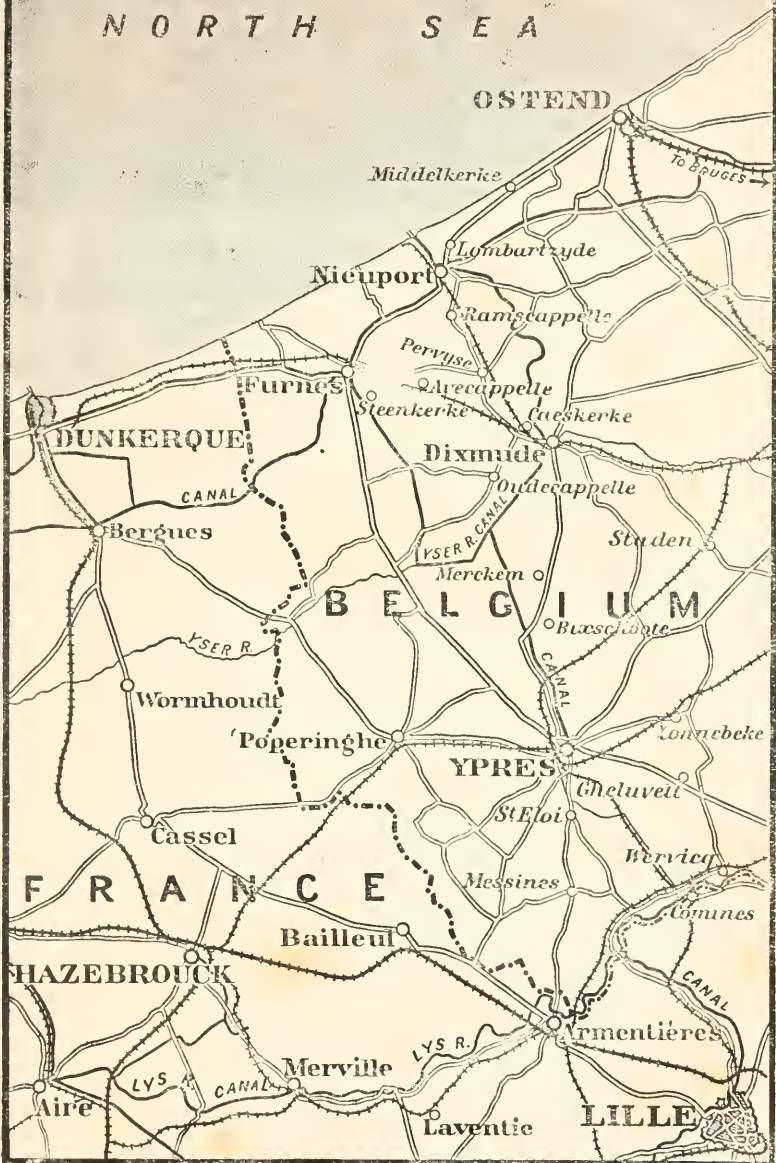 NORTH SEA
OSTEND
TO BRUGES
Middelkerke
Lombartzyde
Nieuport
Ramscappelle
Pervyse
Furnes
Avecappelle
Steenkerke
Caeskerke
DUNKERQUE
Dixmude
Oudecappelle
CANAL
YSER R. CANAL
Bergues
Staden
Merckem
BELGIUM
Bixschoote
YSER R.
CANAL
Wormhoudt
Zonnebeke
Poperinghe
YPRES
Gheluvelt
St Eloi
Cassel
Wervicq
FRANCE
Messines
Comines
Bailleul
HAZEBROUCK
CANAL
Armentières
LYS R.
Merville
LYS R.
CANAL
Aire
Laventie
LILLE